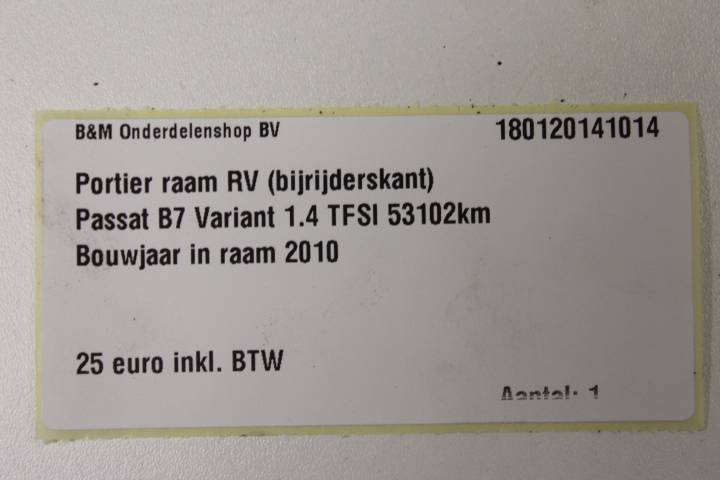 B&M Onderdelenshop BV 180120141014
Portier raam RV (bijrijderskant)
Passat B7 Variant 1.4 TFSI 53102km
Bouwjaar in raam 2010
25 euro inkl. BTW
Aantal: 1